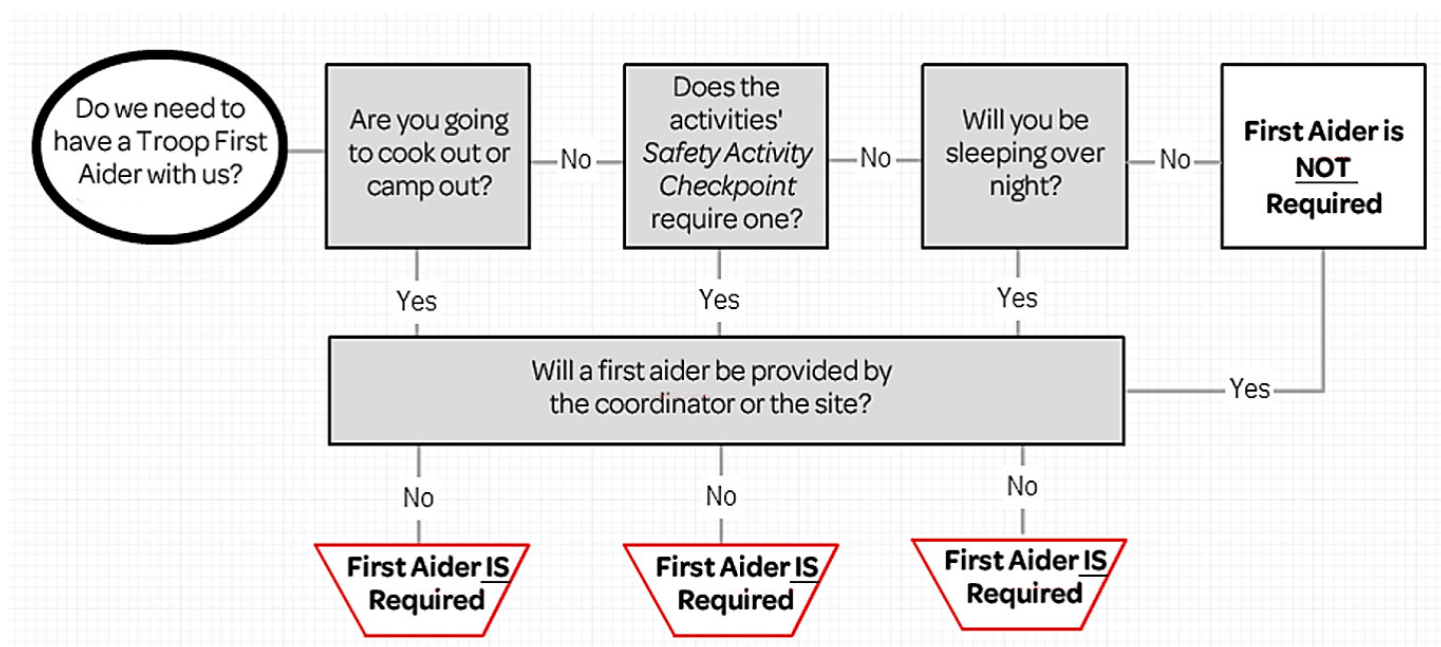 Do we need to
have a Troop First
Aider with us?
Are you going
to cook out or
camp out?
No
Does the
activities'
Safety Activity
Checkpoint
require one?
No
Will you be
sleeping over
night?
No
First Aider is
NOT
Required
Yes
Yes
Yes
Will a first aider be provided by
the coordinator or the site?
Yes
No
No
No
First Aider IS
Required
First Aider IS
Required
First Aider IS
Required